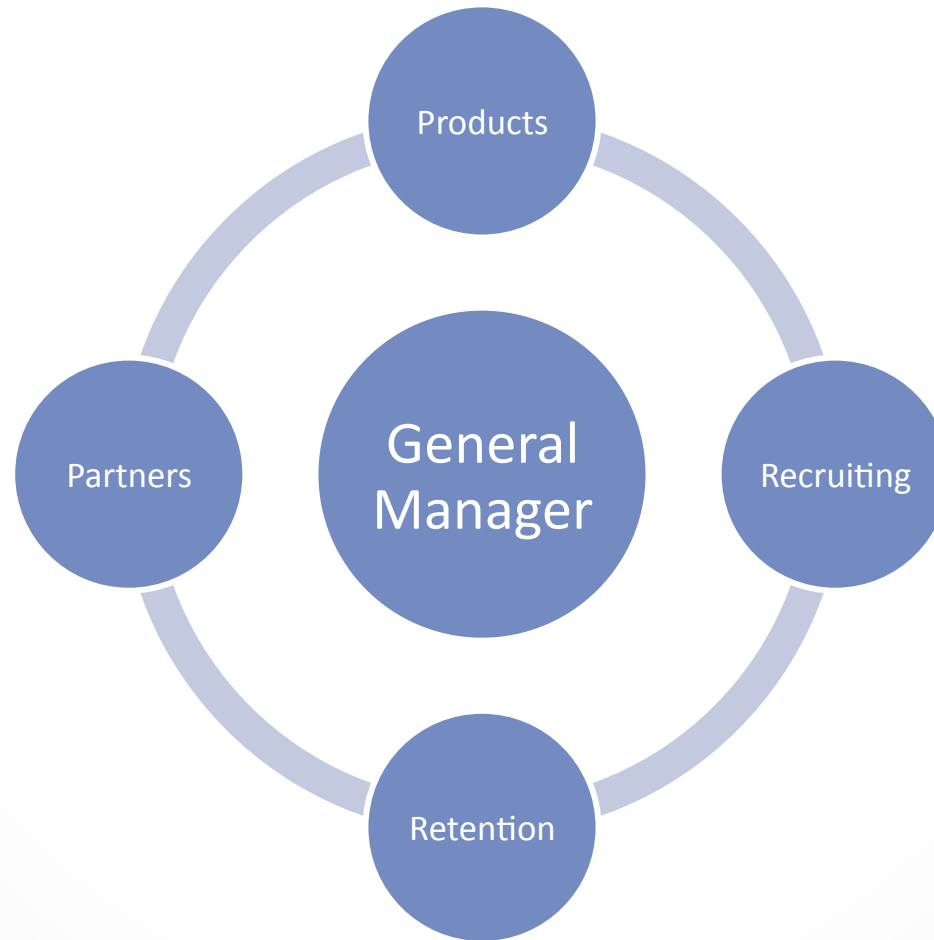 Products
General
Manager
Partners
Recruiting
Retention